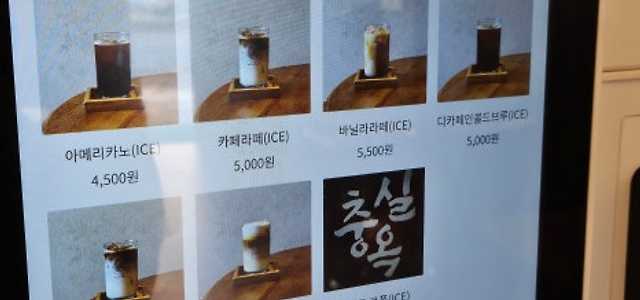 아메리카노(ICE)
4,500원
카페라떼(ICE)
5,000원
바닐라라떼(ICE)
5,500원
디카페인콜드브루(ICE)
5,000원
충실
옥
(ICE)